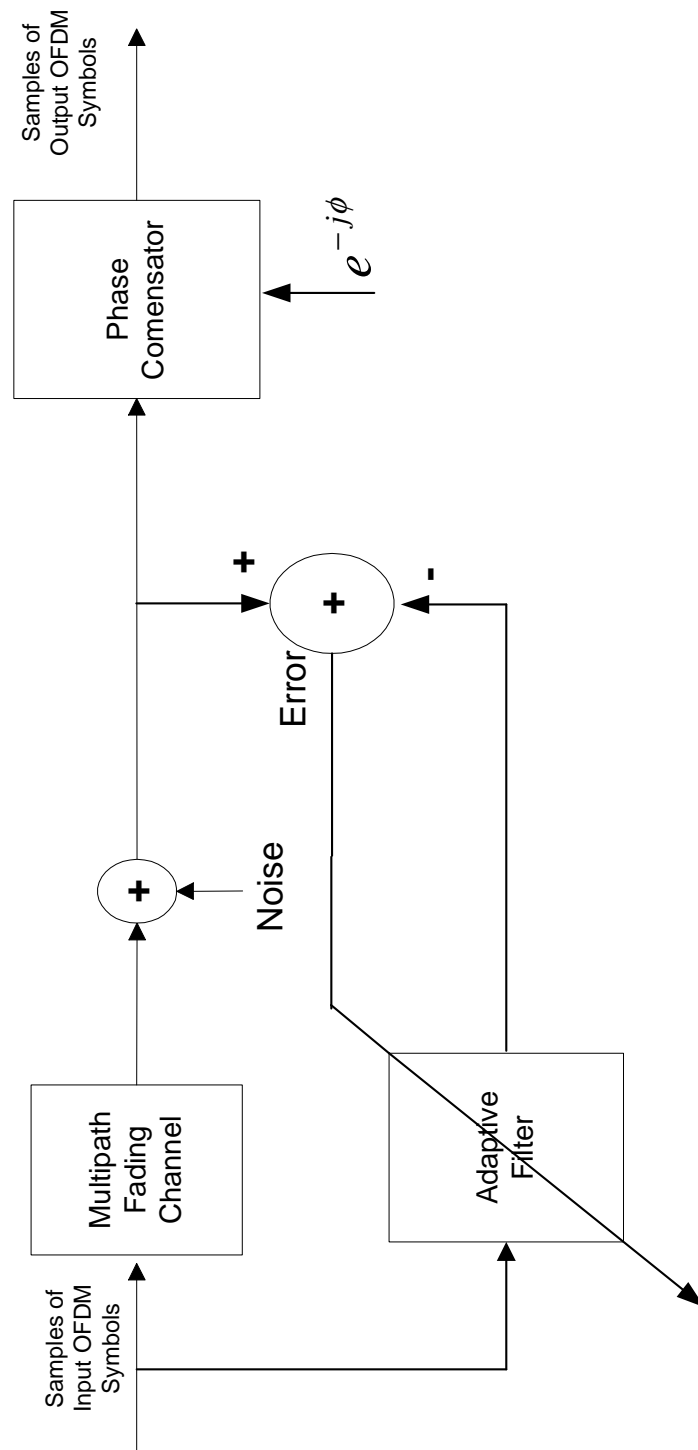 Samples of
Input OFDM
Symbols
Multipath
Fading
Channel
+
Noise
+
+
-
Error
Adaptive
Filter
Phase
Comensator
e^{-jϕ}
Samples of
Output OFDM
Symbols